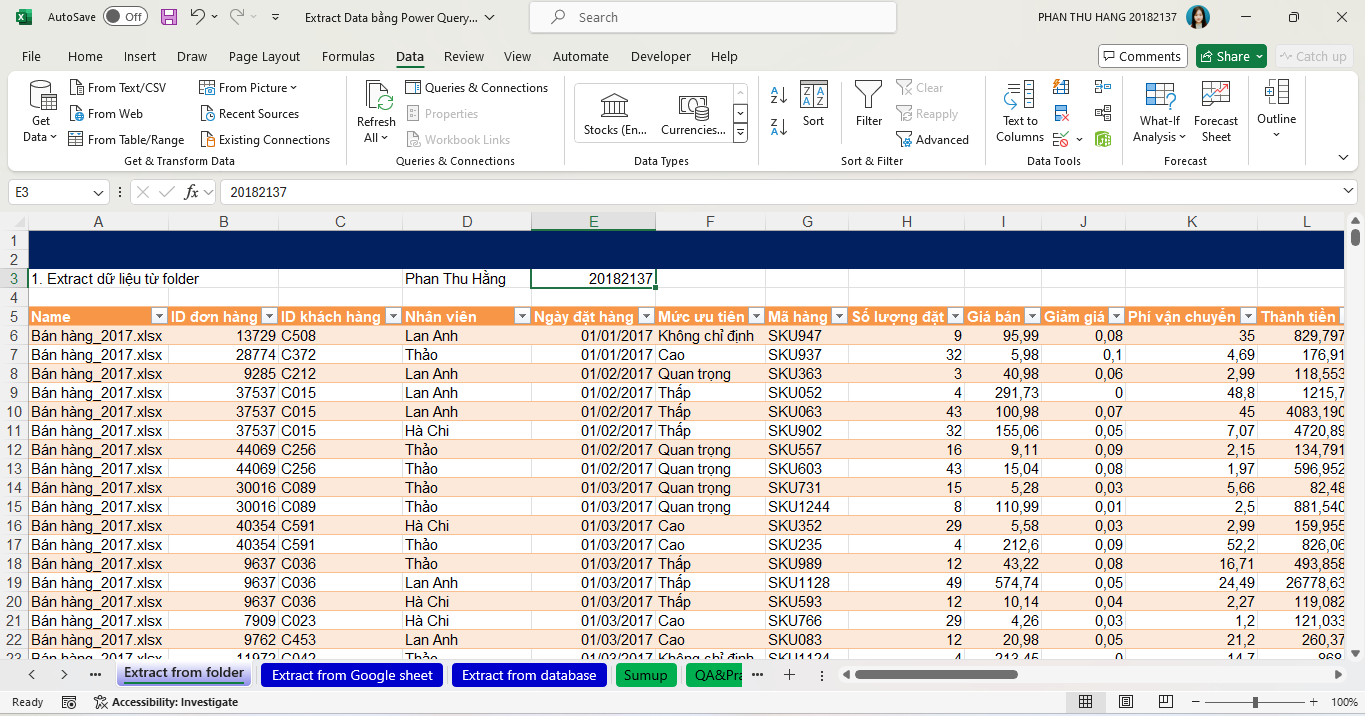 AutoSave Off Extract Data bằng Power Query... Search PHAN THU HANG 20182137
File Home Insert Draw Page Layout Formulas Data Review View Automate Developer Help Comments Share Catch up
Get Data
From Text/CSV
From Web
From Table/Range
From Picture
Recent Sources
Existing Connections
Get & Transform Data
Refresh All
Queries & Connections
Properties
Workbook Links
Queries & Connections
Stocks (En... Currencies...
Data Types
Sort
Filter
Clear
Reapply
Advanced
Sort & Filter
Text to Columns
Data Tools
What-If Analysis
Forecast Sheet
Forecast
Outline
E3 fx 20182137
A B C D E F G H I J K L
1
2
3 1. Extract dữ liệu từ folder Phan Thu Hằng 20182137
4
5 Name ID đơn hàng ID khách hàng Nhân viên Ngày đặt hàng Mức ưu tiên Mã hàng Số lượng đặt Giá bán Giảm giá Phí vận chuyển Thành tiền
6 Bán hàng_2017.xlsx 13729 C508 Lan Anh 01/01/2017 Không chỉ định SKU947 9 95,99 0,08 35 829,797
7 Bán hàng_2017.xlsx 28774 C372 Thảo 01/01/2017 Cao SKU937 32 5,98 0,1 4,69 176,91
8 Bán hàng_2017.xlsx 9285 C212 Lan Anh 01/02/2017 Quan trọng SKU363 3 40,98 0,06 2,99 118,553
9 Bán hàng_2017.xlsx 37537 C015 Lan Anh 01/02/2017 Thấp SKU052 4 291,73 0 48,8 1215,7
10 Bán hàng_2017.xlsx 37537 C015 Lan Anh 01/02/2017 Thấp SKU063 43 100,98 0,07 45 4083,190
11 Bán hàng_2017.xlsx 37537 C015 Hà Chi 01/02/2017 Thấp SKU902 32 155,06 0,05 7,07 4720,89
12 Bán hàng_2017.xlsx 44069 C256 Thảo 01/02/2017 Quan trọng SKU557 16 9,11 0,09 2,15 134,791
13 Bán hàng_2017.xlsx 44069 C256 Thảo 01/02/2017 Quan trọng SKU603 43 15,04 0,08 1,97 596,952
14 Bán hàng_2017.xlsx 30016 C089 Thảo 01/03/2017 Quan trọng SKU731 15 5,28 0,03 5,66 82,48
15 Bán hàng_2017.xlsx 30016 C089 Thảo 01/03/2017 Quan trọng SKU1244 8 110,99 0,01 2,5 881,540
16 Bán hàng_2017.xlsx 40354 C591 Hà Chi 01/03/2017 Cao SKU352 29 5,58 0,03 2,99 159,955
17 Bán hàng_2017.xlsx 40354 C591 Thảo 01/03/2017 Cao SKU235 4 212,6 0,09 52,2 826,06
18 Bán hàng_2017.xlsx 9637 C036 Thảo 01/03/2017 Thấp SKU989 12 43,22 0,08 16,71 493,858
19 Bán hàng_2017.xlsx 9637 C036 Lan Anh 01/03/2017 Thấp SKU1128 49 574,74 0,05 24,49 26778,63
20 Bán hàng_2017.xlsx 9637 C036 Hà Chi 01/03/2017 Thấp SKU593 12 10,14 0,04 2,27 119,082
21 Bán hàng_2017.xlsx 7909 C023 Hà Chi 01/03/2017 Cao SKU766 29 4,26 0,03 1,2 121,033
22 Bán hàng_2017.xlsx 9762 C453 Lan Anh 01/03/2017 Cao SKU083 12 20,98 0,05 21,2 260,37
23 Bán hàng_2017.xlsx 11972 C042 Thảo 01/03/2017 Không chỉ định SKU1124 4 213,45 0 14,7 868
Extract from folder Extract from Google sheet Extract from database Sumup QA&Pra
Ready Accessibility: Investigate 100%